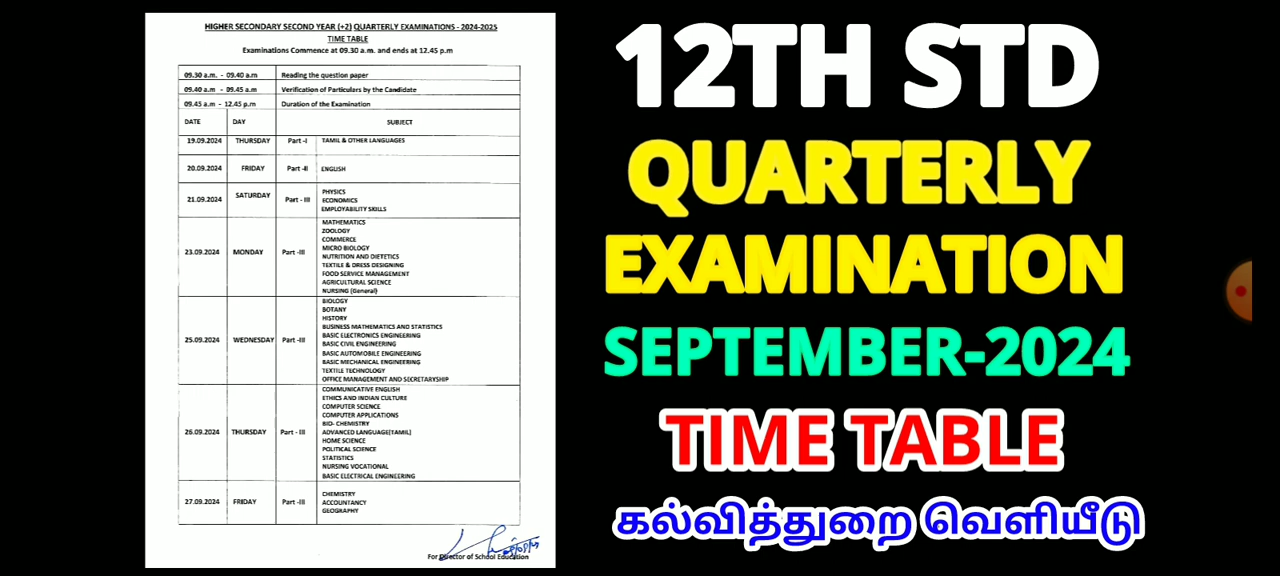 HIGHER SECONDARY SECOND YEAR (+2) QUARTERLY EXAMINATIONS - 2024-2025
TIME TABLE
Examinations Commence at 09.30 a.m. and ends at 12.45 p.m
09.30 a.m. - 09.40 a.m Reading the question paper
09.40 a.m - 09.45 a.m Verification of Particulars by the Candidate
09.45 a.m - 12.45 p.m Duration of the Examination
DATE DAY SUBJECT
19.09.2024 THURSDAY Part -I TAMIL & OTHER LANGUAGES
20.09.2024 FRIDAY Part -II ENGLISH
21.09.2024 SATURDAY Part - III PHYSICS
ECONOMICS
EMPLOYABILITY SKILLS
23.09.2024 MONDAY Part -III MATHEMATICS
ZOOLOGY
COMMERCE
MICRO BIOLOGY
NUTRITION AND DIETETICS
TEXTILE & DRESS DESIGNING
FOOD SERVICE MANAGEMENT
AGRICULTURAL SCIENCE
NURSING (General)
25.09.2024 WEDNESDAY Part -III BIOLOGY
BOTANY
HISTORY
BUSINESS MATHEMATICS AND STATISTICS
BASIC ELECTRONICS ENGINEERING
BASIC CIVIL ENGINEERING
BASIC AUTOMOBILE ENGINEERING
BASIC MECHANICAL ENGINEERING
TEXTILE TECHNOLOGY
OFFICE MANAGEMENT AND SECRETARYSHIP
26.09.2024 THURSDAY Part - III COMMUNICATIVE ENGLISH
ETHICS AND INDIAN CULTURE
COMPUTER SCIENCE
COMPUTER APPLICATIONS
BIO- CHEMISTRY
ADVANCED LANGUAGE(TAMIL)
HOME SCIENCE
POLITICAL SCIENCE
STATISTICS
NURSING VOCATIONAL
BASIC ELECTRICAL ENGINEERING
27.09.2024 FRIDAY Part -III CHEMISTRY
ACCOUNTANCY
GEOGRAPHY
For Director of School Education
12TH STD
QUARTERLY
EXAMINATION
SEPTEMBER-2024
TIME TABLE
கல்வித்துறை வெளியீடு